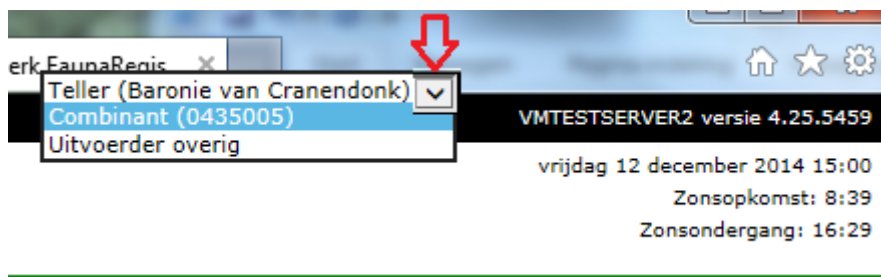 erk FaunaRegis
Teller (Baronie van Cranendonk)
Combinant (0435005)
Uitvoerder overig
VMTESTSERVER2 versie 4.25.5459
vrijdag 12 december 2014 15:00
Zonsopkomst: 8:39
Zonsondergang: 16:29